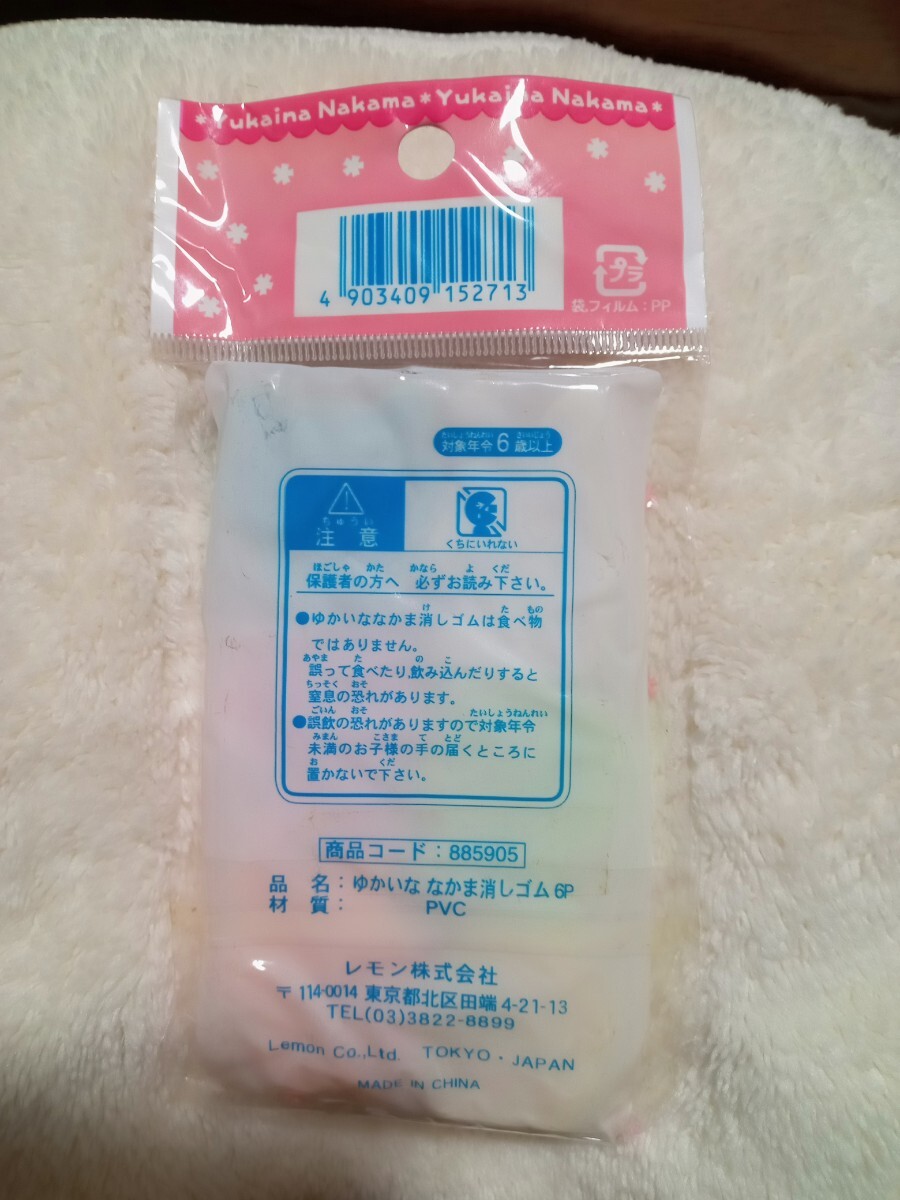 *Yukaina Nakama*Yukaina Nakama*
4 903409 152713
プラ
袋,フィルム:PP
たいしょうねんれい さいいじょう
対象年令6歳以上
ちゅうい
注意
くちにいれない
ほごしゃ かた かなら よ くだ
保護者の方へ 必ずお読み下さい。
け た もの
●ゆかいななかま消しゴムは食べ物
ではありません。
あやま た の こ
誤って食べたり,飲み込んだりすると
ちっそく おそ
窒息の恐れがあります。
ごいん おそ たいしょうねんれい
●誤飲の恐れがありますので対象年令
みまん こさま て とど
未満のお子様の手の届くところに
お くだ
置かないで下さい。
商品コード:885905
品 名:ゆかいな なかま消しゴム 6P
材 質: PVC
レモン株式会社
〒114-0014 東京都北区田端4-21-13
TEL(03)3822-8899
Lemon Co.,Ltd. TOKYO・JAPAN
MADE IN CHINA